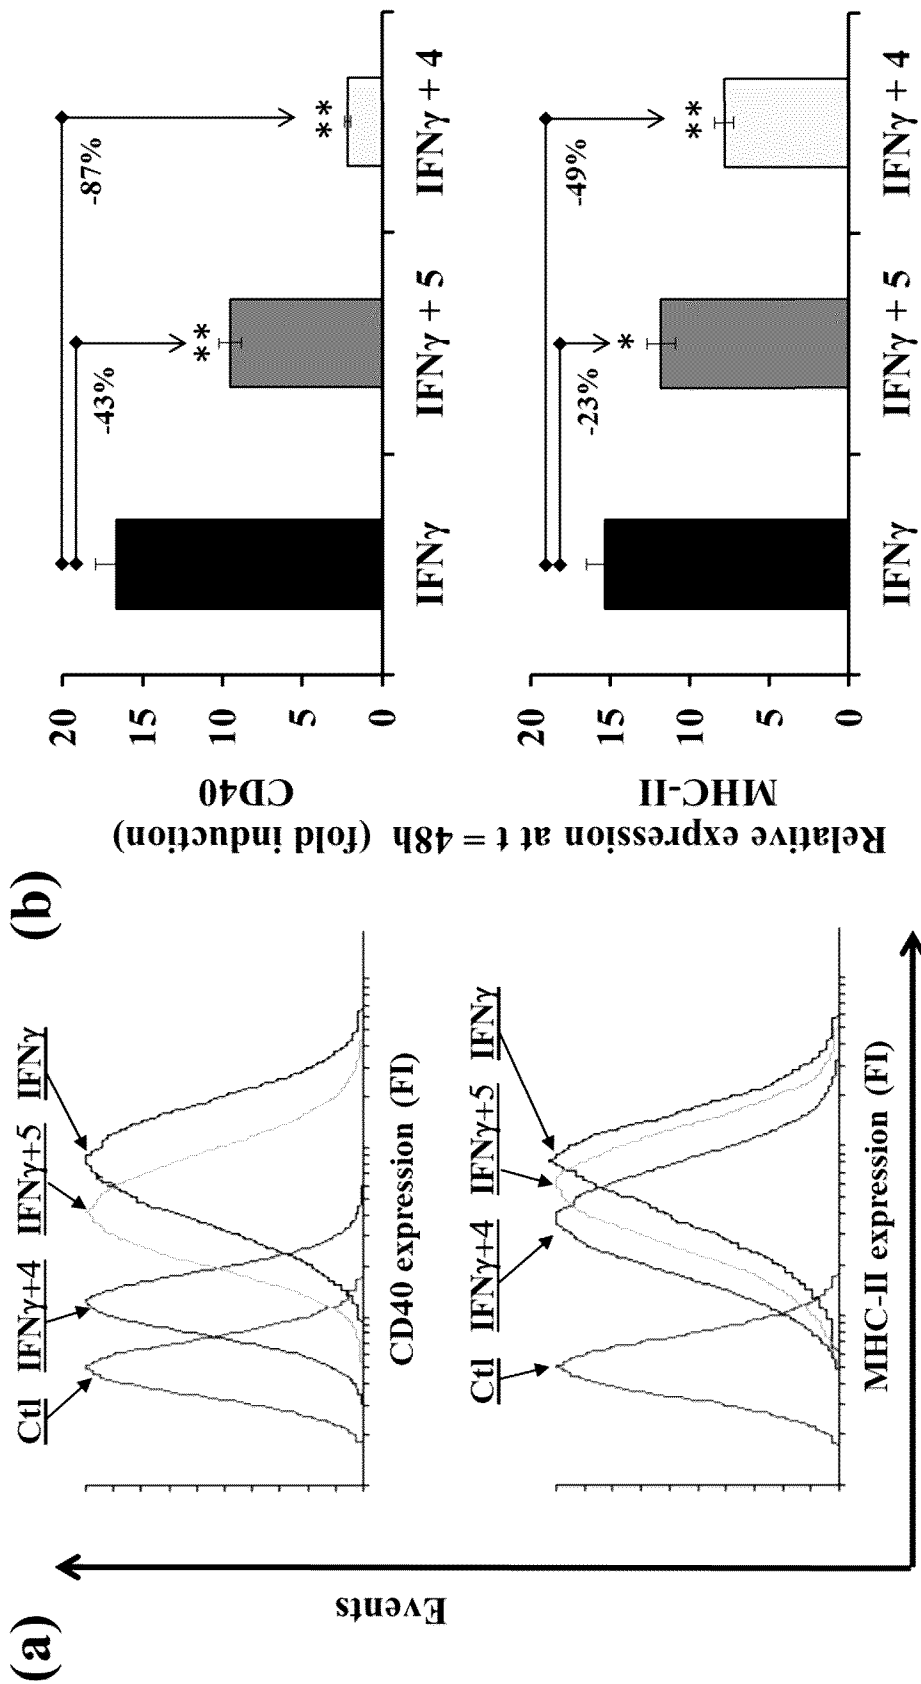 (a)
Events
Ctl
IFNγ+4
IFNγ+5
IFNγ
CD40 expression (FI)
Ctl
IFNγ+4
IFNγ+5
IFNγ
MHC-II expression (FI)
(b)
Relative expression at t = 48h (fold induction)
CD40
20
15
10
5
0
-43%
-87%
**
**
IFNγ
IFNγ + 5
IFNγ + 4
MHC-II
20
15
10
5
0
-23%
-49%
*
**
IFNγ
IFNγ + 5
IFNγ + 4